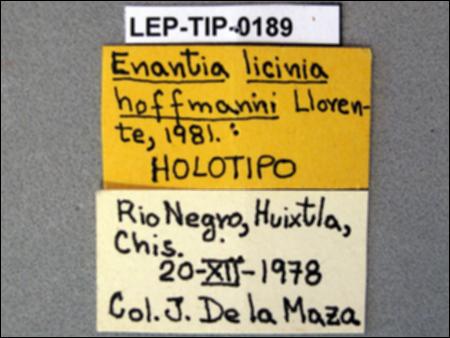 LEP-TIP-0189
Enantia licinia
hoffmanni Lloren-
te, 1981. :
HOLOTIPO
Rio Negro, Huixtla,
Chis.
20-XII-1978
Col. J. De la Maza